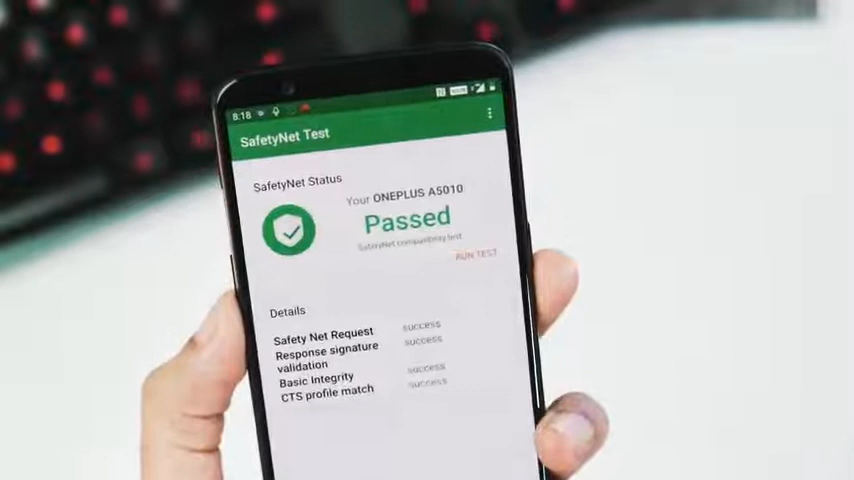 8:18
SafetyNet Test
SafetyNet Status
Your ONEPLUS A5010
Passed
SafetyNet compatibility test
RUN TEST
Details
Safety Net Request success
Response signature validation success
Basic Integrity success
CTS profile match success